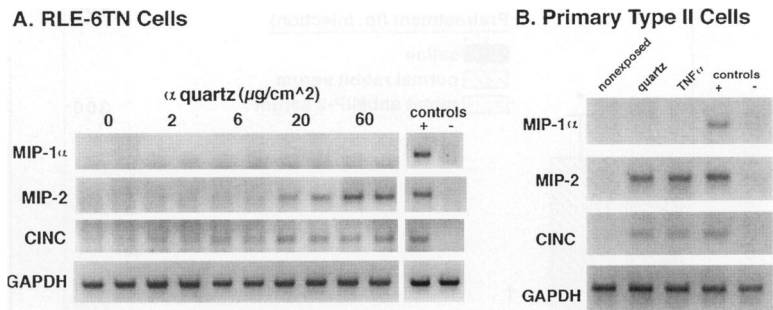 A. RLE-6TN Cells
α quartz (μg/cm^2)
0 2 6 20 60 controls
+ -
MIP-1α
MIP-2
CINC
GAPDH
B. Primary Type II Cells
nonexposed quartz TNFα controls
+ -
MIP-1α
MIP-2
CINC
GAPDH